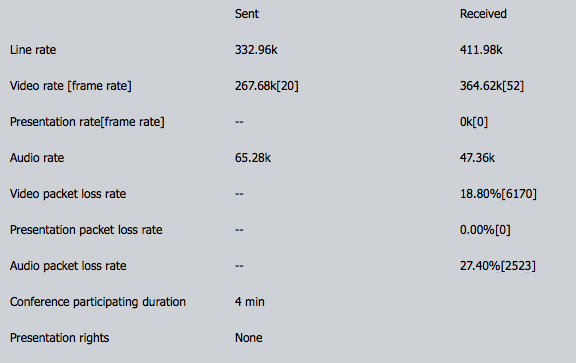 Sent Received
Line rate 332.96k 411.98k
Video rate [frame rate] 267.68k[20] 364.62k[52]
Presentation rate[frame rate] -- 0k[0]
Audio rate 65.28k 47.36k
Video packet loss rate -- 18.80%[6170]
Presentation packet loss rate -- 0.00%[0]
Audio packet loss rate -- 27.40%[2523]
Conference participating duration 4 min
Presentation rights None